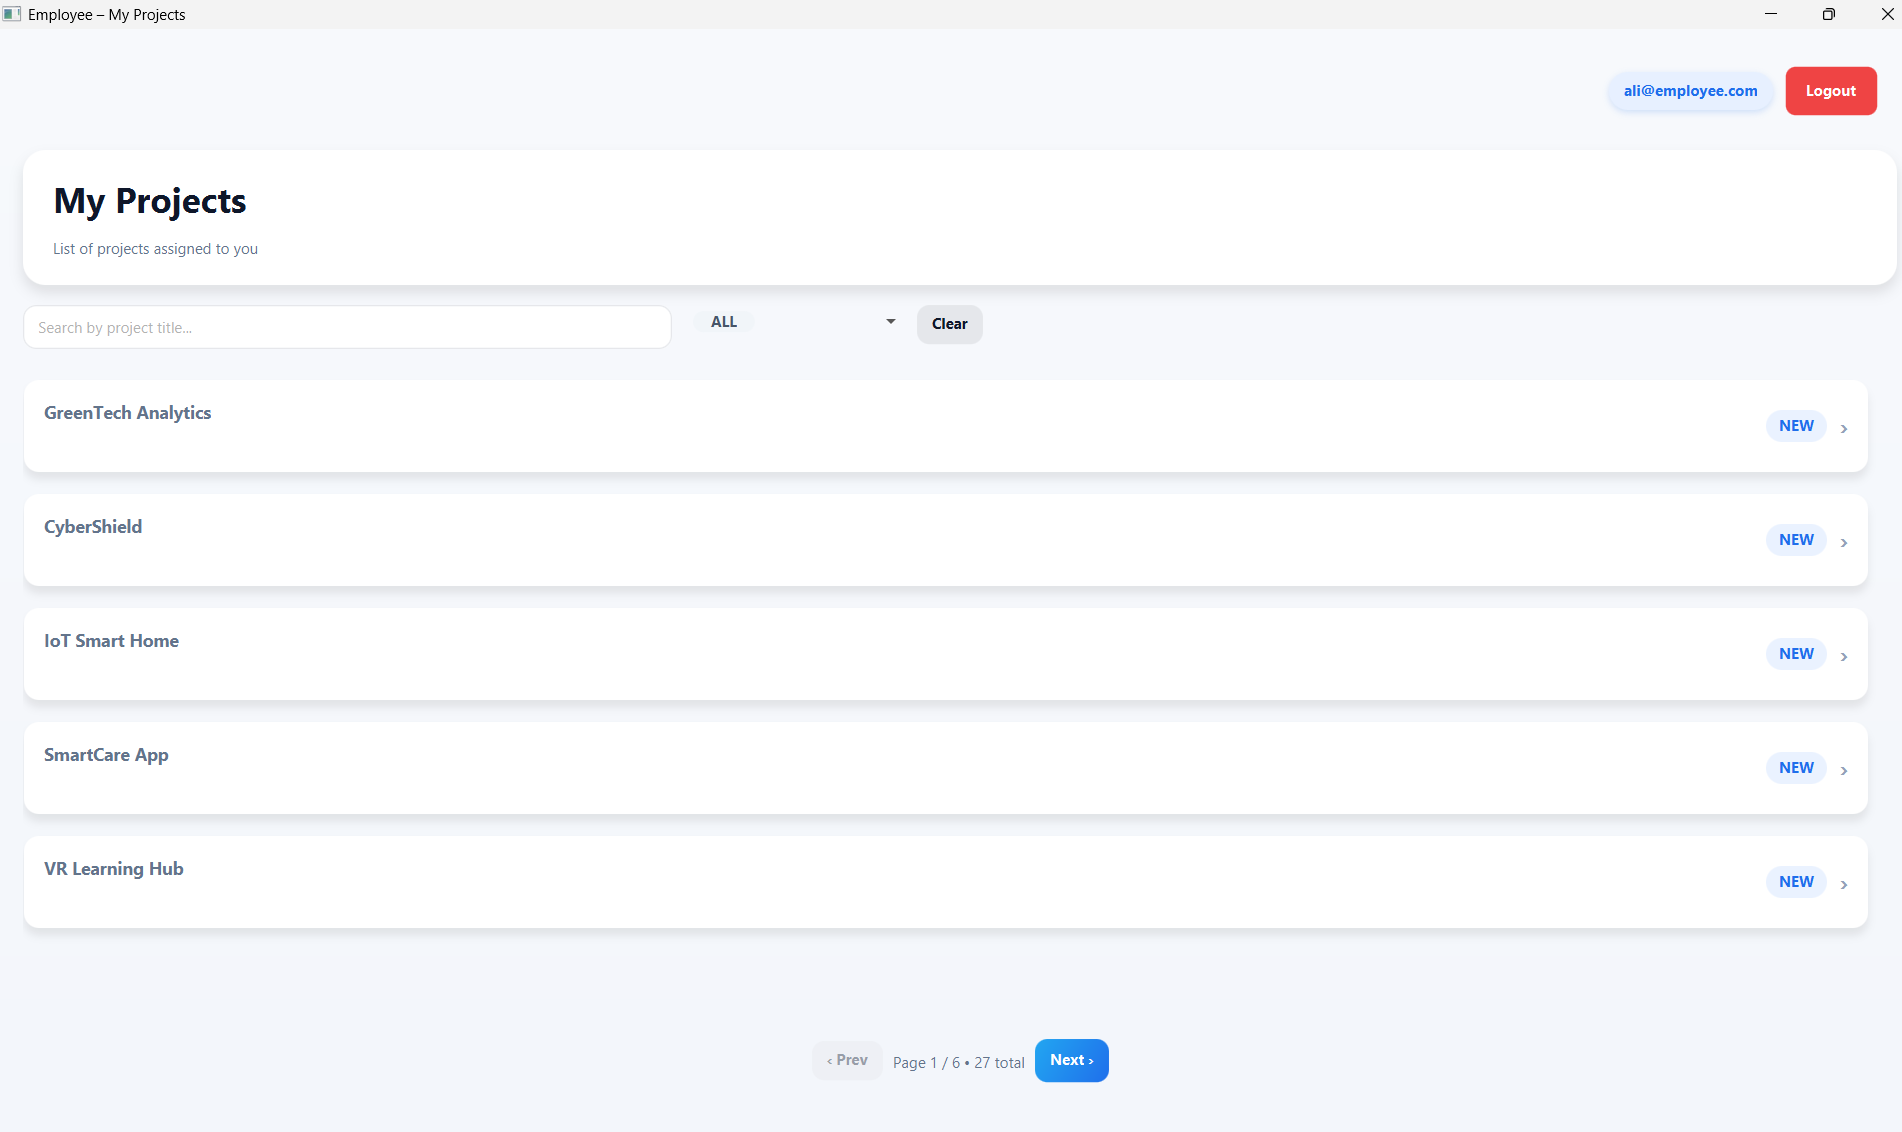 Employee – My Projects
ali@employee.com
Logout
My Projects
List of projects assigned to you
Search by project title...
ALL
Clear
GreenTech Analytics
NEW ›
CyberShield
NEW ›
IoT Smart Home
NEW ›
SmartCare App
NEW ›
VR Learning Hub
NEW ›
‹ Prev
Page 1 / 6 • 27 total
Next ›